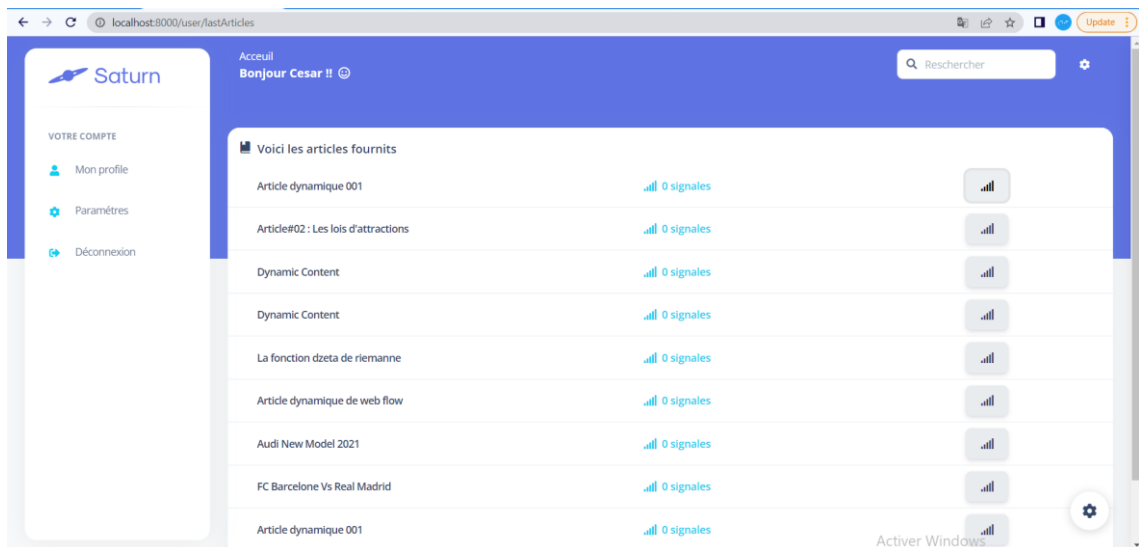 localhost:8000/user/lastArticles
Update
Saturn
Acceuil
Bonjour Cesar !!
Reschercher
VOTRE COMPTE
Mon profile
Paramétres
Déconnexion
Voici les articles fournits
Article dynamique 001 0 signales
Article#02 : Les lois d'attractions 0 signales
Dynamic Content 0 signales
Dynamic Content 0 signales
La fonction dzeta de riemanne 0 signales
Article dynamique de web flow 0 signales
Audi New Model 2021 0 signales
FC Barcelone Vs Real Madrid 0 signales
Article dynamique 001 0 signales
Activer Windows